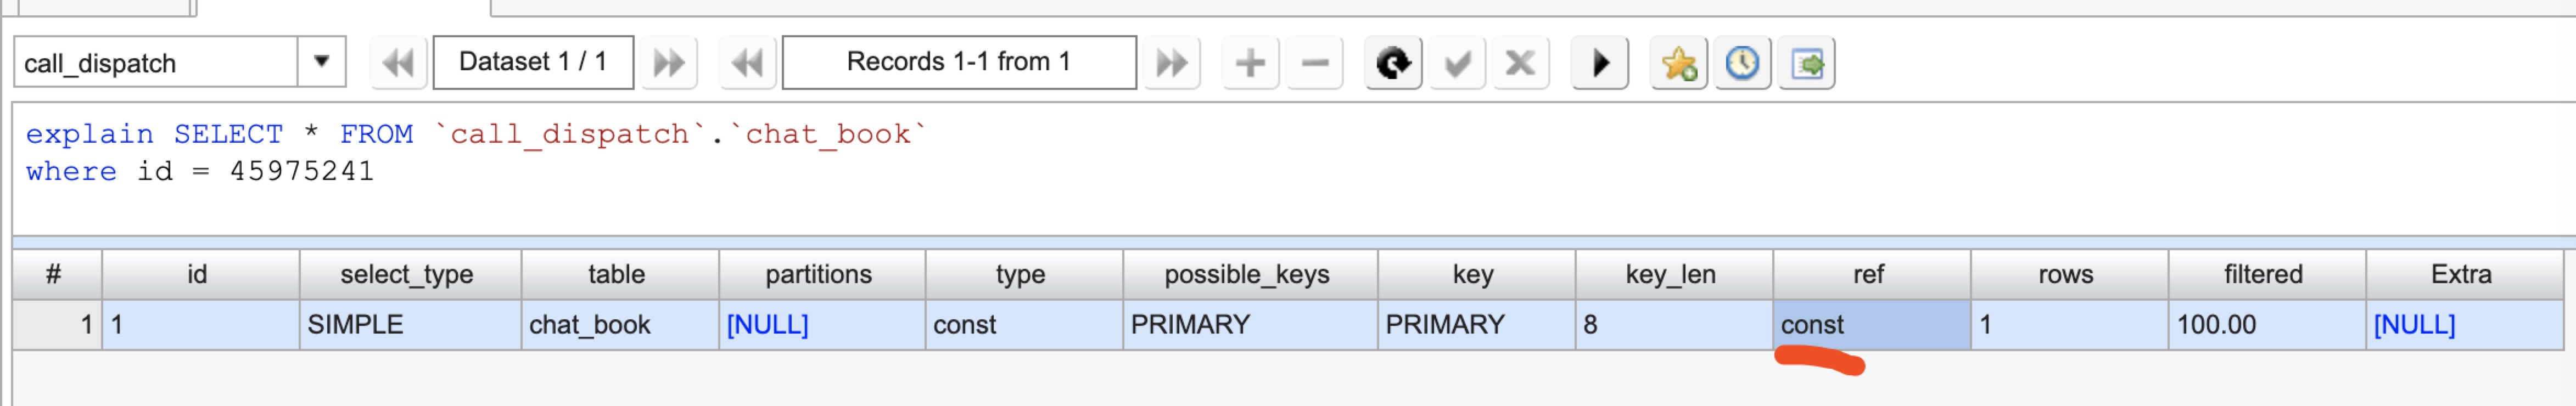 call_dispatch Dataset 1 / 1 Records 1-1 from 1
explain SELECT * FROM `call_dispatch`.`chat_book`
where id = 45975241
# id select_type table partitions type possible_keys key key_len ref rows filtered Extra
1 1 SIMPLE chat_book [NULL] const PRIMARY PRIMARY 8 const 1 100.00 [NULL]